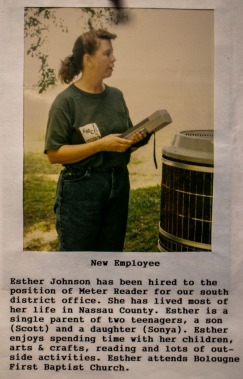 New Employee
Esther Johnson has been hired to the
position of Meter Reader for our south
district office. She has lived most of
her life in Nassau County. Esther is a
single parent of two teenagers, a son
(Scott) and a daughter (Sonya). Esther
enjoys spending time with her children,
arts & crafts, reading and lots of out-
side activities. Esther attends Bolougne
First Baptist Church.